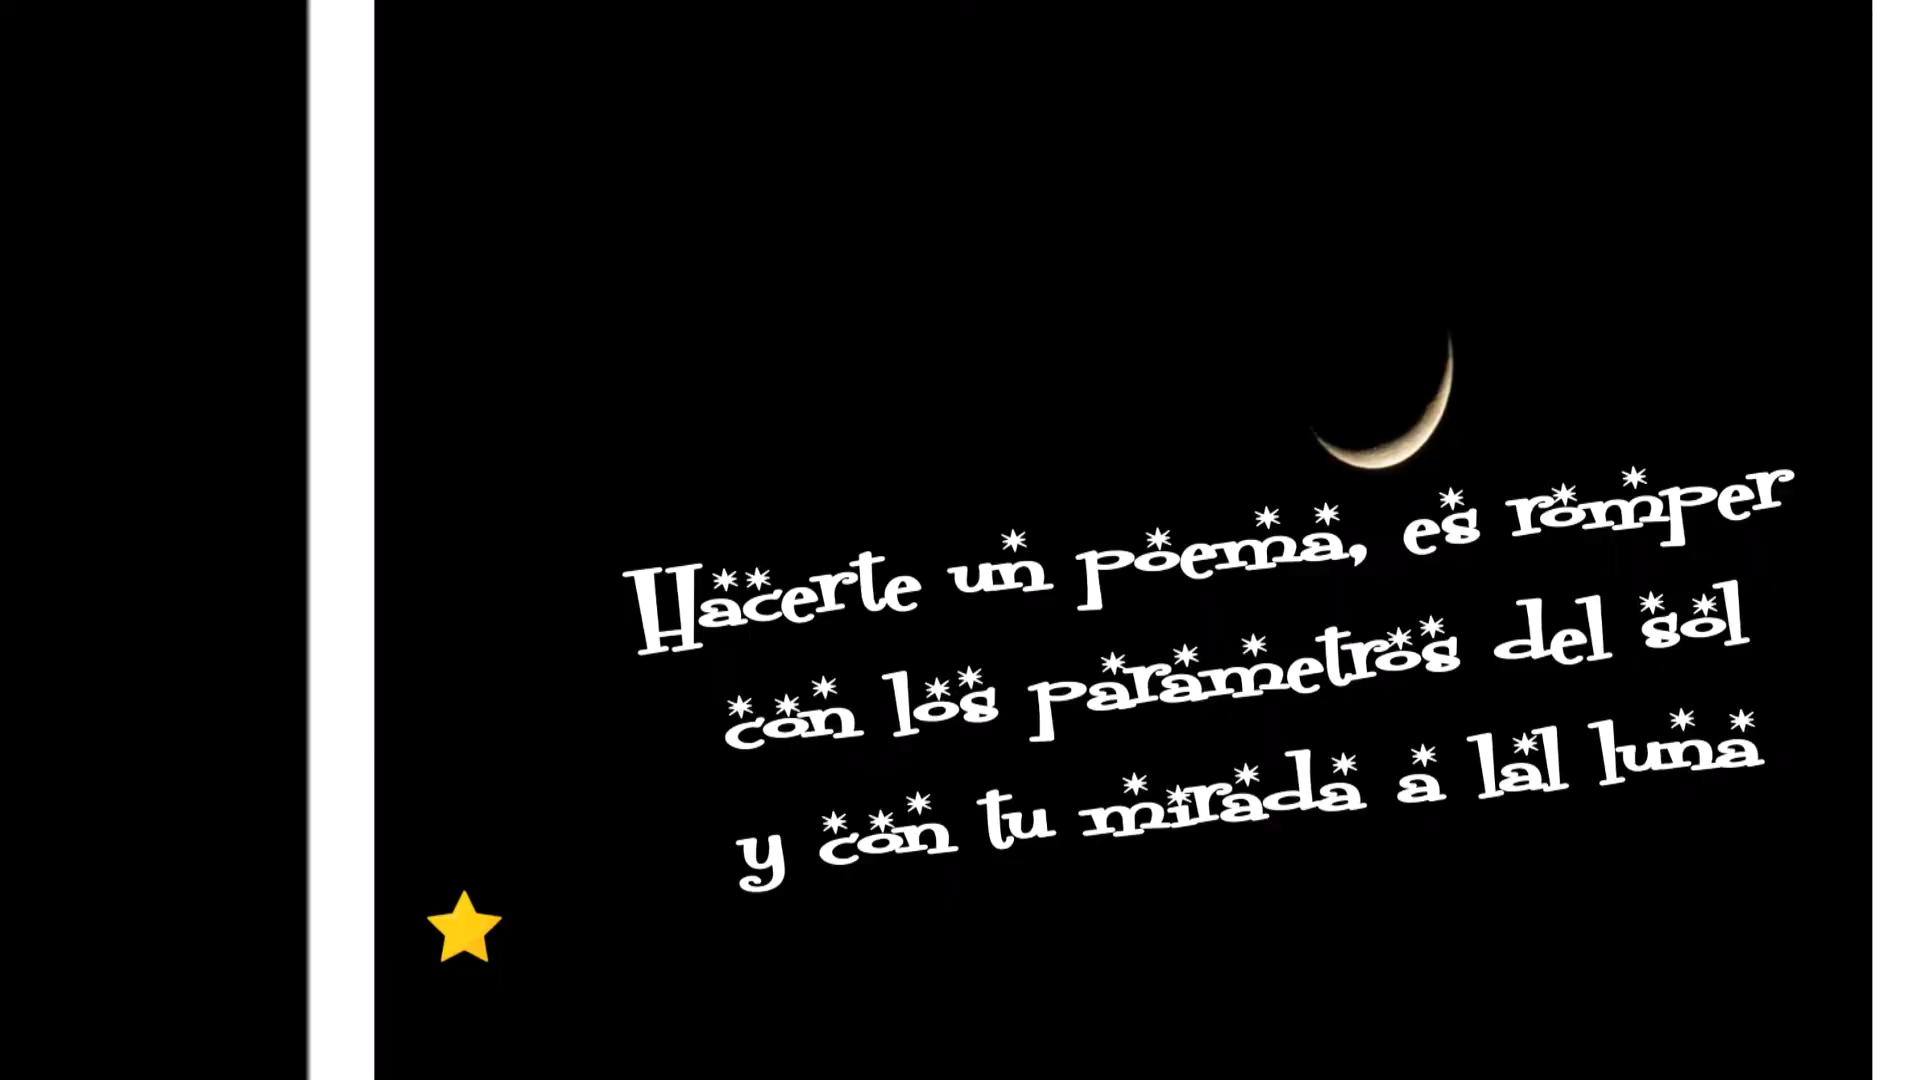 Hacerte un poema, es romper
con los parametros del sol
y con tu mirada a lal luna